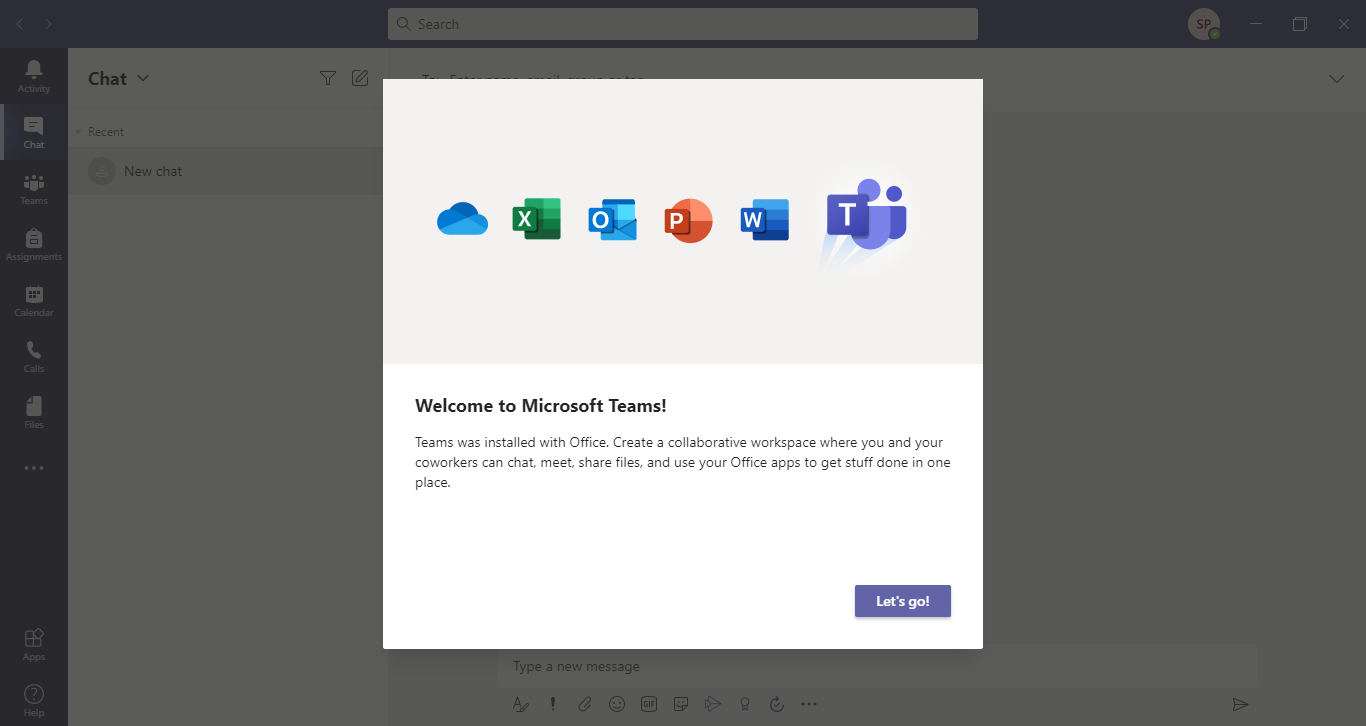 Search
SP
Activity
Chat
Teams
Assignments
Calendar
Calls
Files
Apps
Help
Chat
Recent
New chat
X
O
P
W
T
Welcome to Microsoft Teams!
Teams was installed with Office. Create a collaborative workspace where you and your
coworkers can chat, meet, share files, and use your Office apps to get stuff done in one
place.
Let's go!
Type a new message
GIF